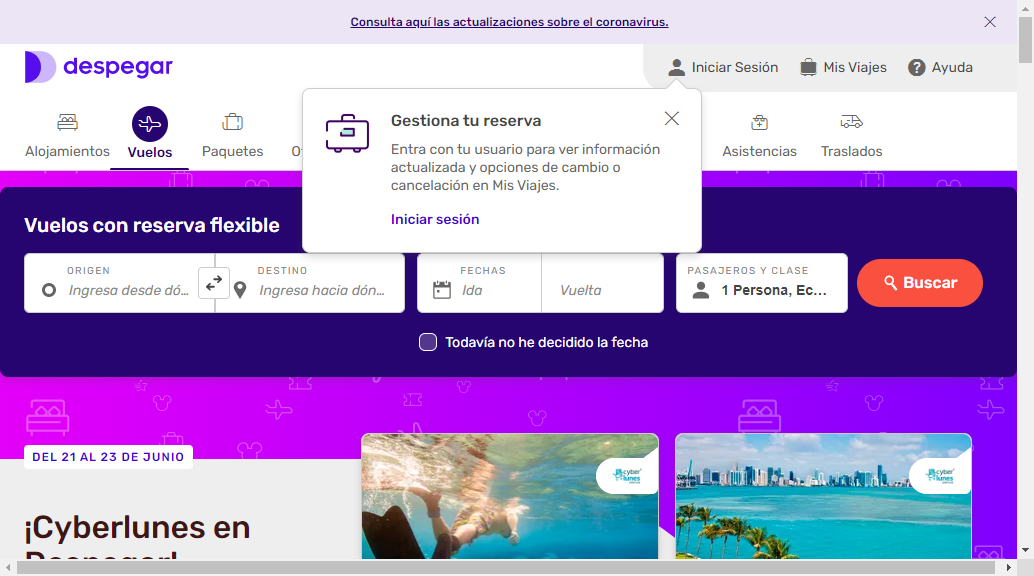 Consulta aquí las actualizaciones sobre el coronavirus.
despegar
Iniciar Sesión
Mis Viajes
Ayuda
Alojamientos
Vuelos
Paquetes
Asistencias
Traslados
Gestiona tu reserva
Entra con tu usuario para ver información
actualizada y opciones de cambio o
cancelación en Mis Viajes.
Iniciar sesión
Vuelos con reserva flexible
ORIGEN
Ingresa desde dó...
DESTINO
Ingresa hacia dón...
FECHAS
Ida
Vuelta
PASAJEROS Y CLASE
1 Persona, Ec...
Buscar
Todavía no he decidido la fecha
DEL 21 AL 23 DE JUNIO
cyber
lunes
cyber
lunes
¡Cyberlunes en
Despegar!